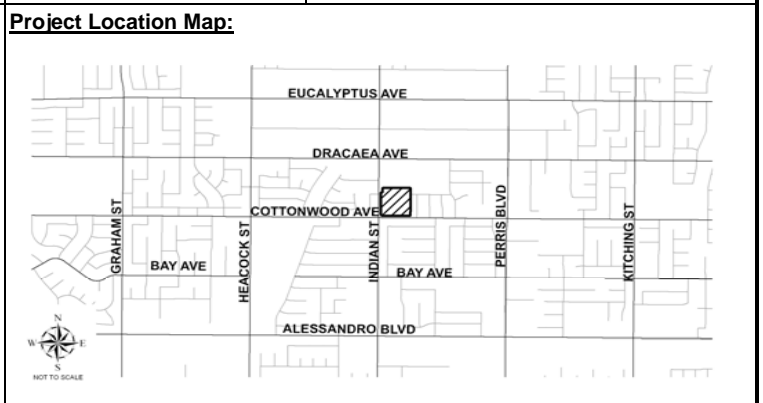 Project Location Map:
EUCALYPTUS AVE
DRACAEA AVE
COTTONWOOD AVE
GRAHAM ST
HEACOCK ST
INDIAN ST
PERRIS BLVD
KITCHING ST
BAY AVE
BAY AVE
ALESSANDRO BLVD
N
W E
S
NOT TO SCALE